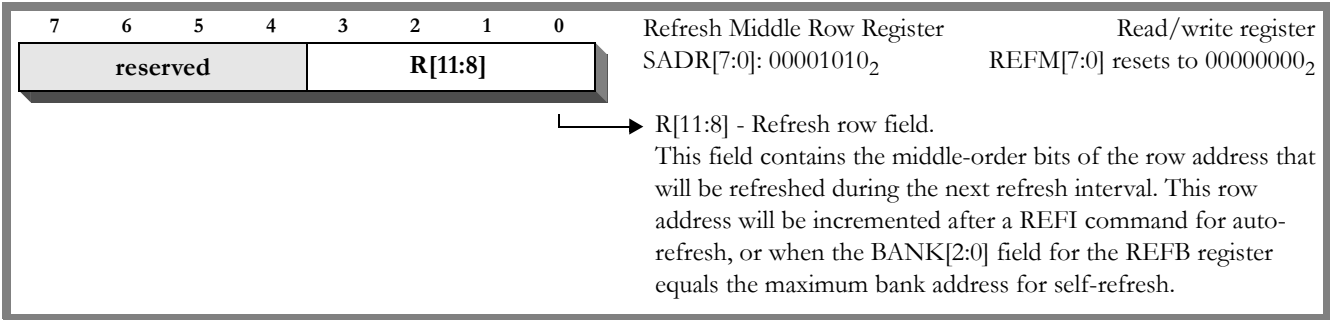 7 6 5 4 3 2 1 0
reserved R[11:8]
Refresh Middle Row Register Read/write register
SADR[7:0]: 00001010₂ REFM[7:0] resets to 00000000₂
R[11:8] - Refresh row field.
This field contains the middle-order bits of the row address that
will be refreshed during the next refresh interval. This row
address will be incremented after a REFI command for auto-
refresh, or when the BANK[2:0] field for the REFB register
equals the maximum bank address for self-refresh.